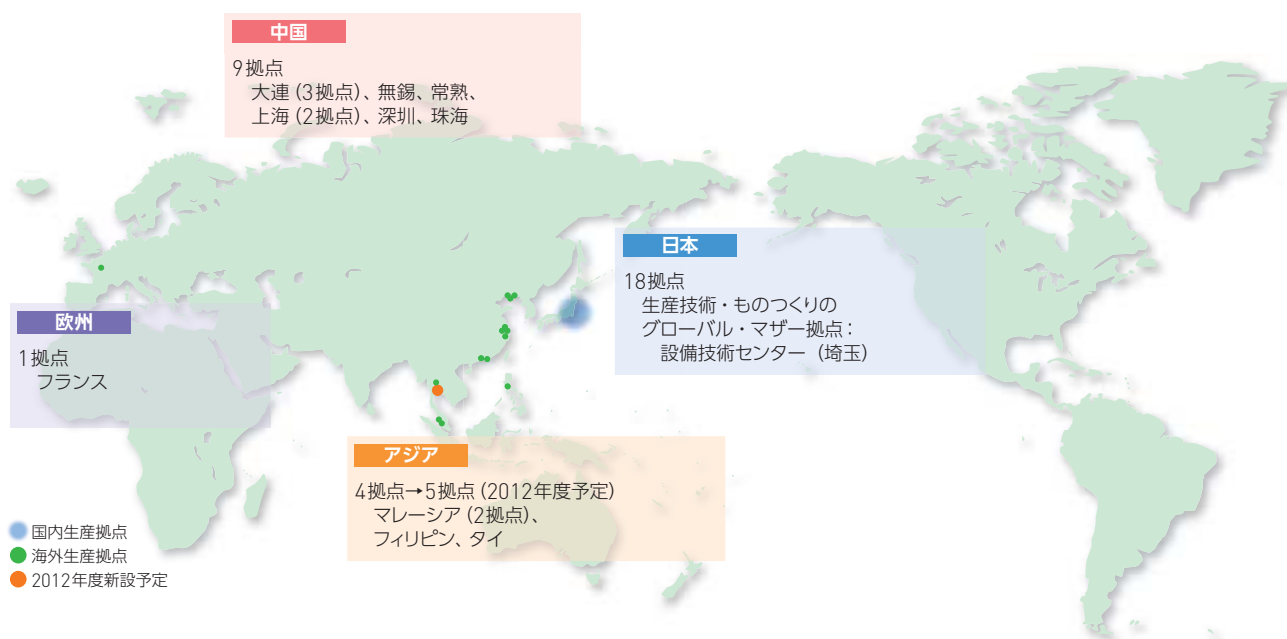 中国
9拠点
大連（3拠点）、無錫、常熟、
上海（2拠点）、深圳、珠海
日本
18拠点
生産技術・ものつくりの
グローバル・マザー拠点：
設備技術センター（埼玉）
欧州
1拠点
フランス
アジア
4拠点→5拠点（2012年度予定）
マレーシア（2拠点）、
フィリピン、タイ
国内生産拠点
海外生産拠点
2012年度新設予定